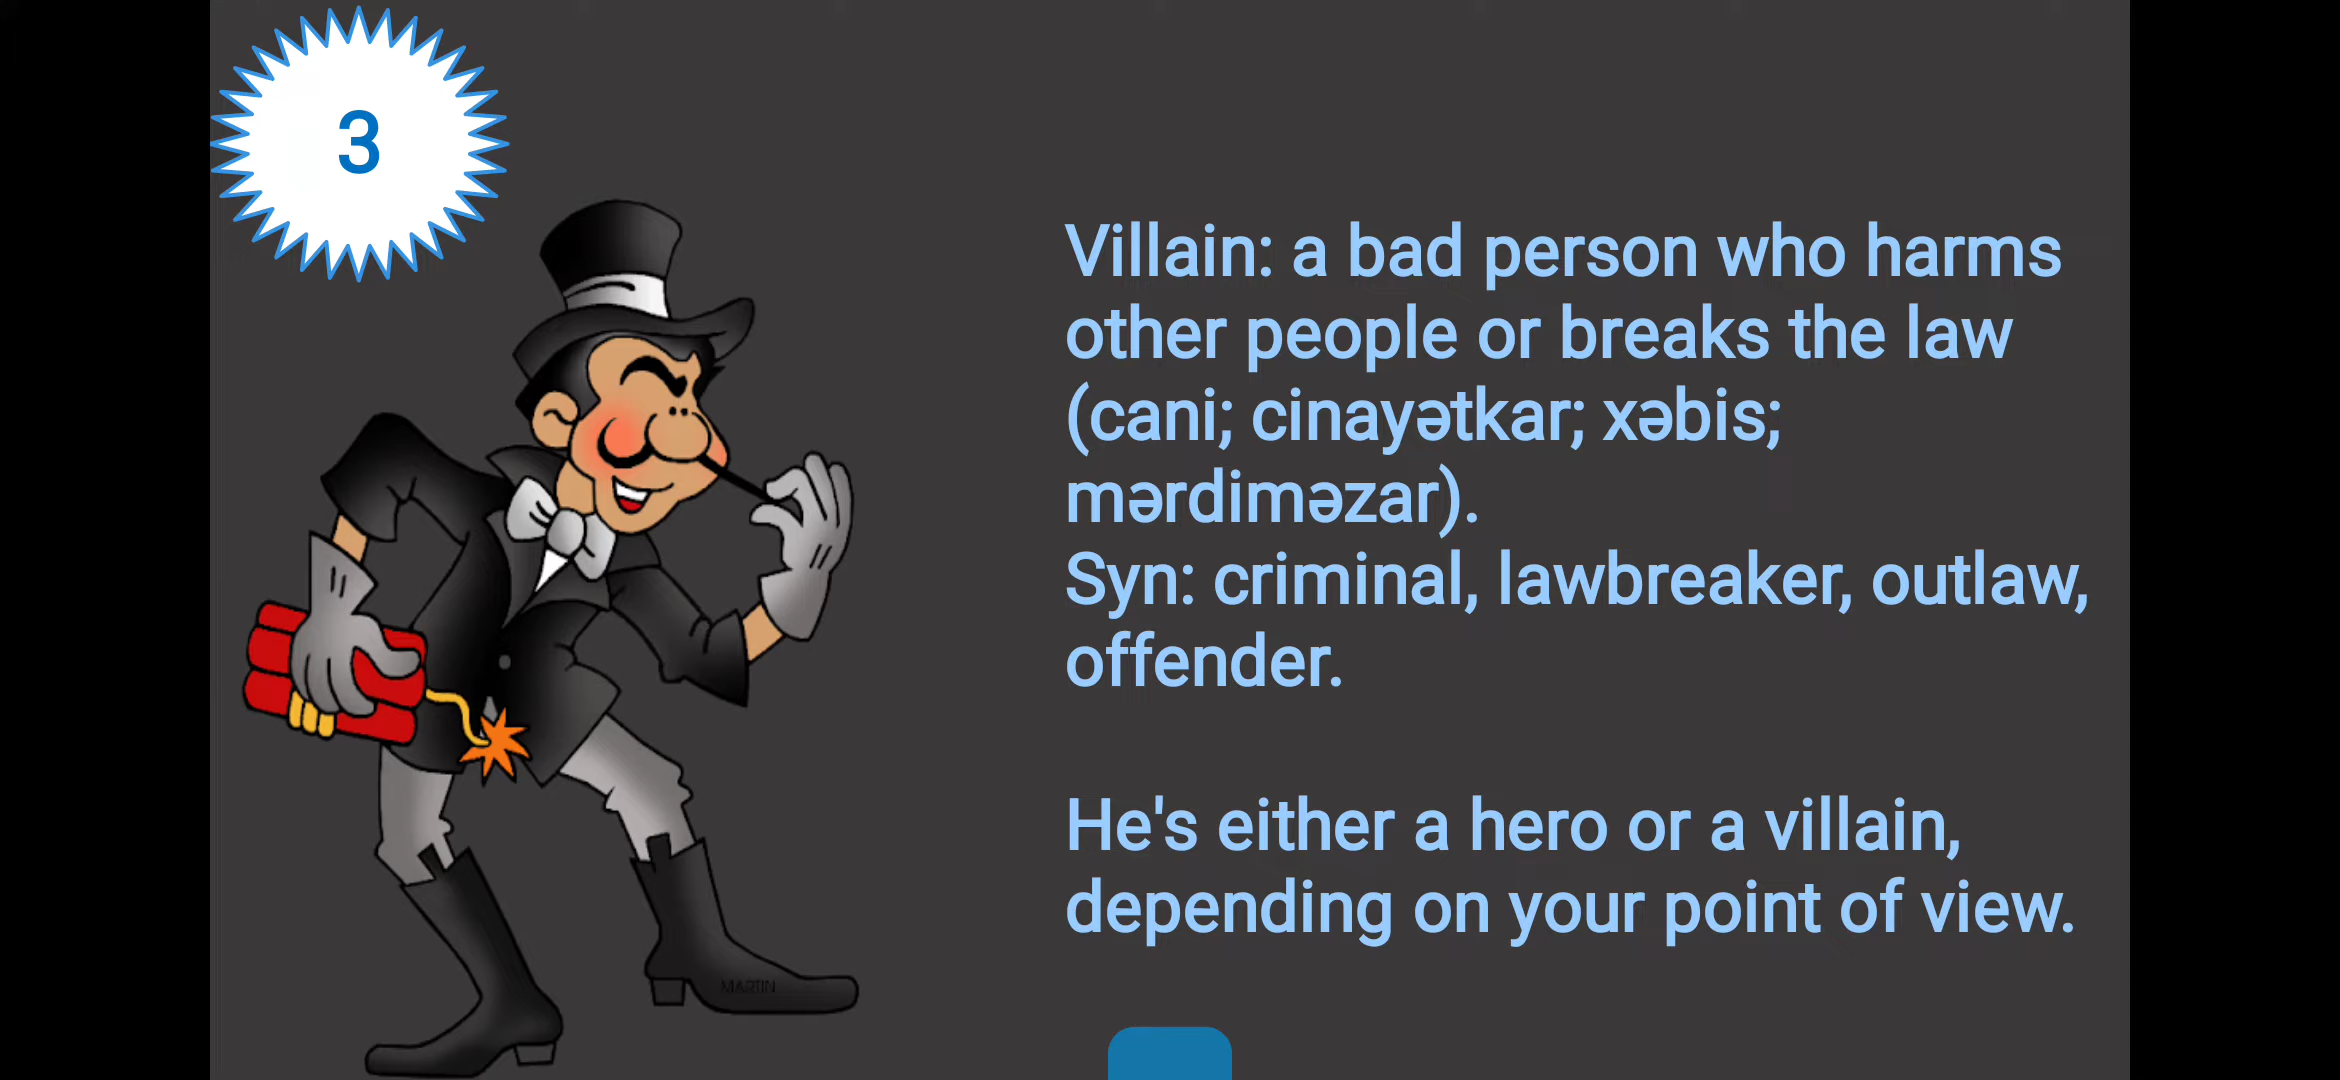 3
Villain: a bad person who harms
other people or breaks the law
(cani; cinayətkar; xəbis;
mərdiməzar).
Syn: criminal, lawbreaker, outlaw,
offender.
He's either a hero or a villain,
depending on your point of view.
MARTIN